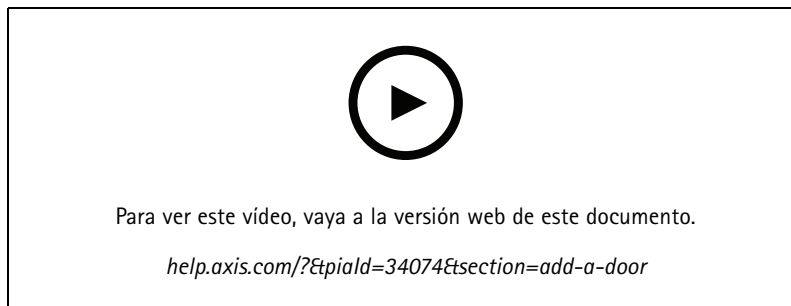 Para ver este vídeo, vaya a la versión web de este documento.
help.axis.com/?&piaId=34074&section=add-a-door